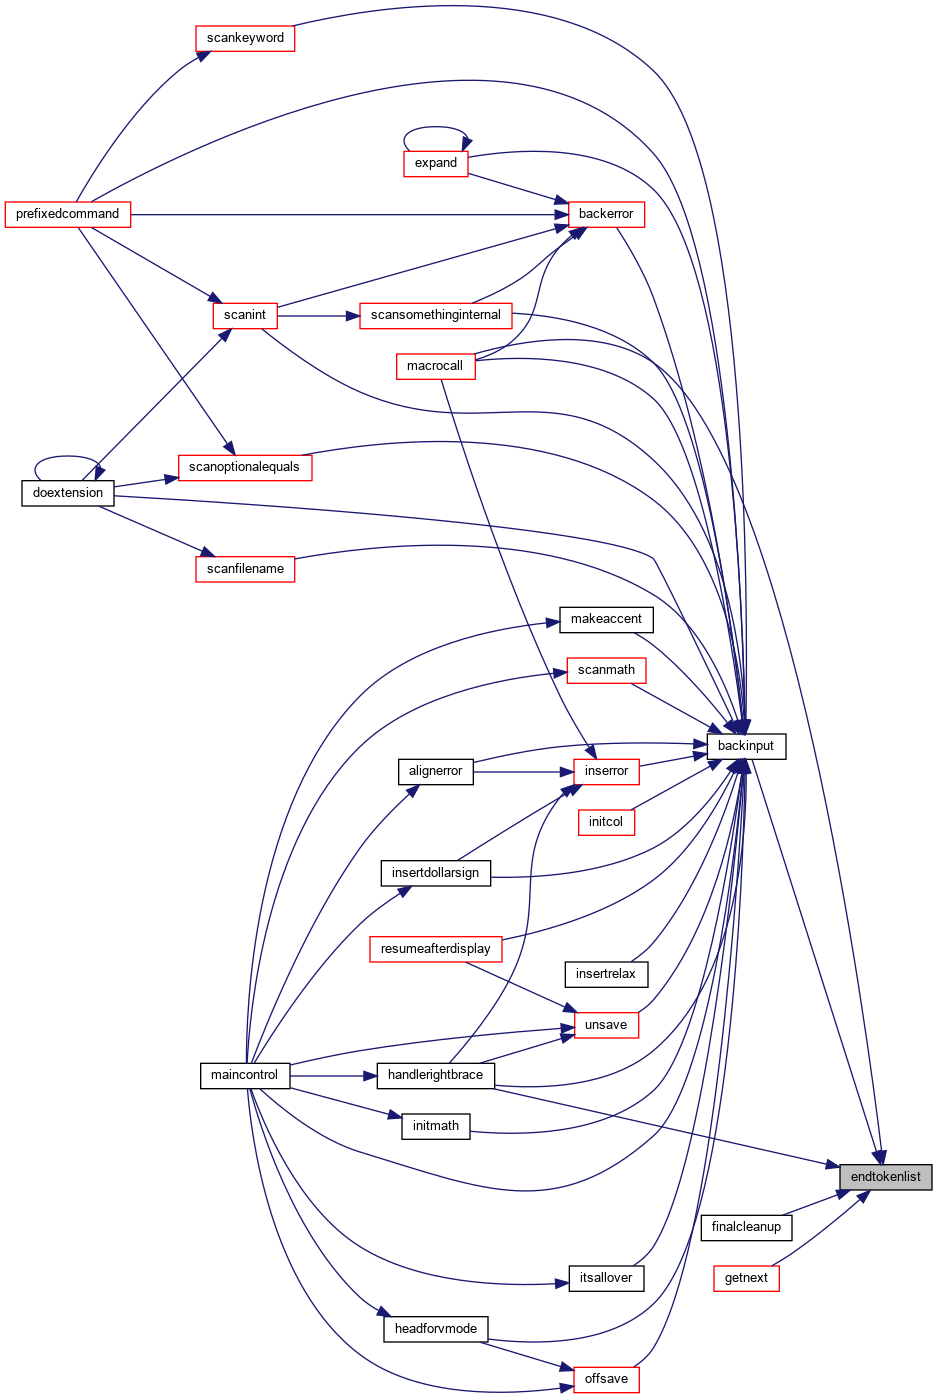 scankeyword
expand
prefixedcommand
backerror
scanint
scansomethinginternal
macrocall
scanoptionalequals
doextension
scanfilename
makeaccent
scanmath
backinput
alignerror
inserror
initcol
insertdollarsign
resumeafterdisplay
insertrelax
unsave
maincontrol
handlerightbrace
initmath
endtokenlist
finalcleanup
getnext
itsallover
headforvmode
offsave